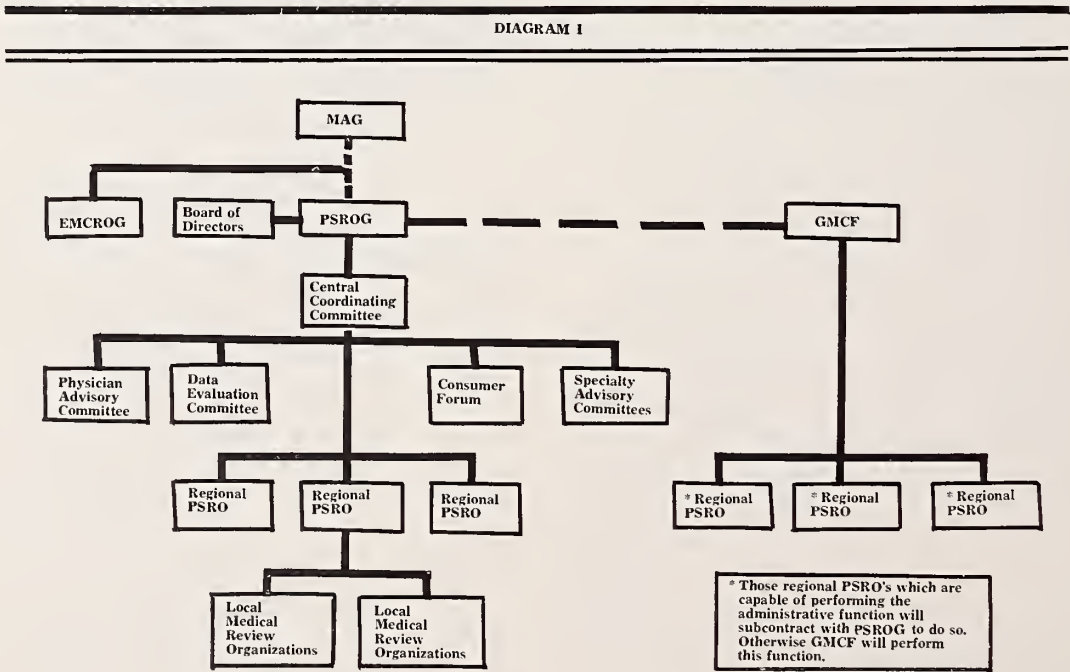 DIAGRAM I
MAG
EMCROG
Board of
Directors
PSROG
GMCF
Central
Coordinating
Committee
Physician
Advisory
Committee
Data
Evaluation
Committee
Consumer
Forum
Specialty
Advisory
Committees
Regional
PSRO
Regional
PSRO
Regional
PSRO
* Regional
PSRO
* Regional
PSRO
* Regional
PSRO
Local
Medical
Review
Organizations
Local
Medical
Review
Organizations
* Those regional PSRO's which are
capable of performing the
administrative function will
subcontract with PSROG to do so.
Otherwise GMCF will perform
this function.